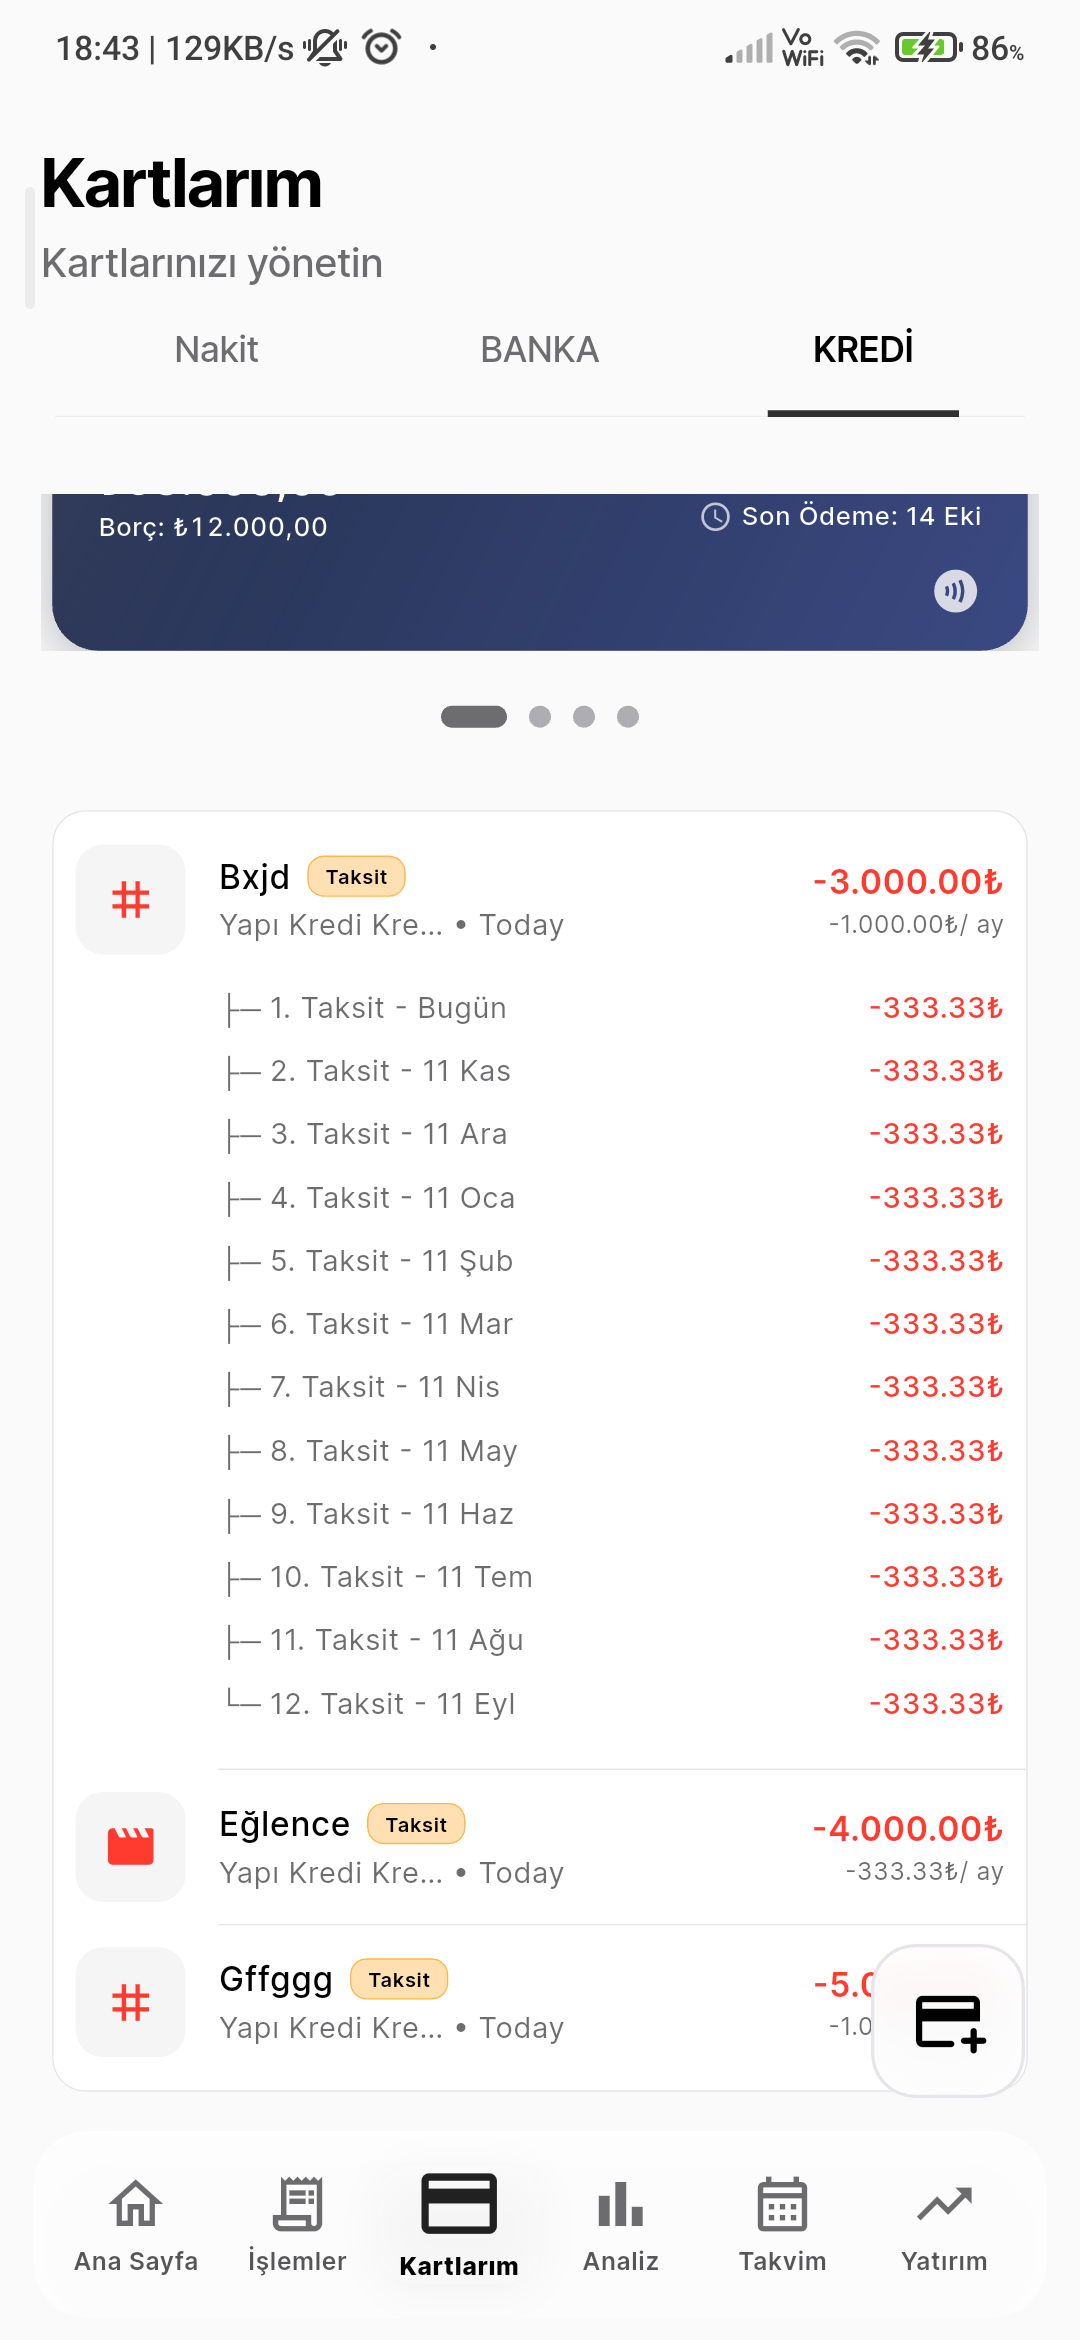 18:43 | 129KB/s
Vo WiFi
86%
Kartlarım
Kartlarınızı yönetin
Nakit
BANKA
KREDİ
Borç: ₺12.000,00
Son Ödeme: 14 Eki
Bxjd Taksit
-3.000.00₺
Yapı Kredi Kre... • Today
-1.000.00₺/ ay
├─ 1. Taksit - Bugün -333.33₺
├─ 2. Taksit - 11 Kas -333.33₺
├─ 3. Taksit - 11 Ara -333.33₺
├─ 4. Taksit - 11 Oca -333.33₺
├─ 5. Taksit - 11 Şub -333.33₺
├─ 6. Taksit - 11 Mar -333.33₺
├─ 7. Taksit - 11 Nis -333.33₺
├─ 8. Taksit - 11 May -333.33₺
├─ 9. Taksit - 11 Haz -333.33₺
├─ 10. Taksit - 11 Tem -333.33₺
├─ 11. Taksit - 11 Ağu -333.33₺
└─ 12. Taksit - 11 Eyl -333.33₺
Eğlence Taksit
-4.000.00₺
Yapı Kredi Kre... • Today
-333.33₺/ ay
Gffggg Taksit
Yapı Kredi Kre... • Today
Ana Sayfa
İşlemler
Kartlarım
Analiz
Takvim
Yatırım